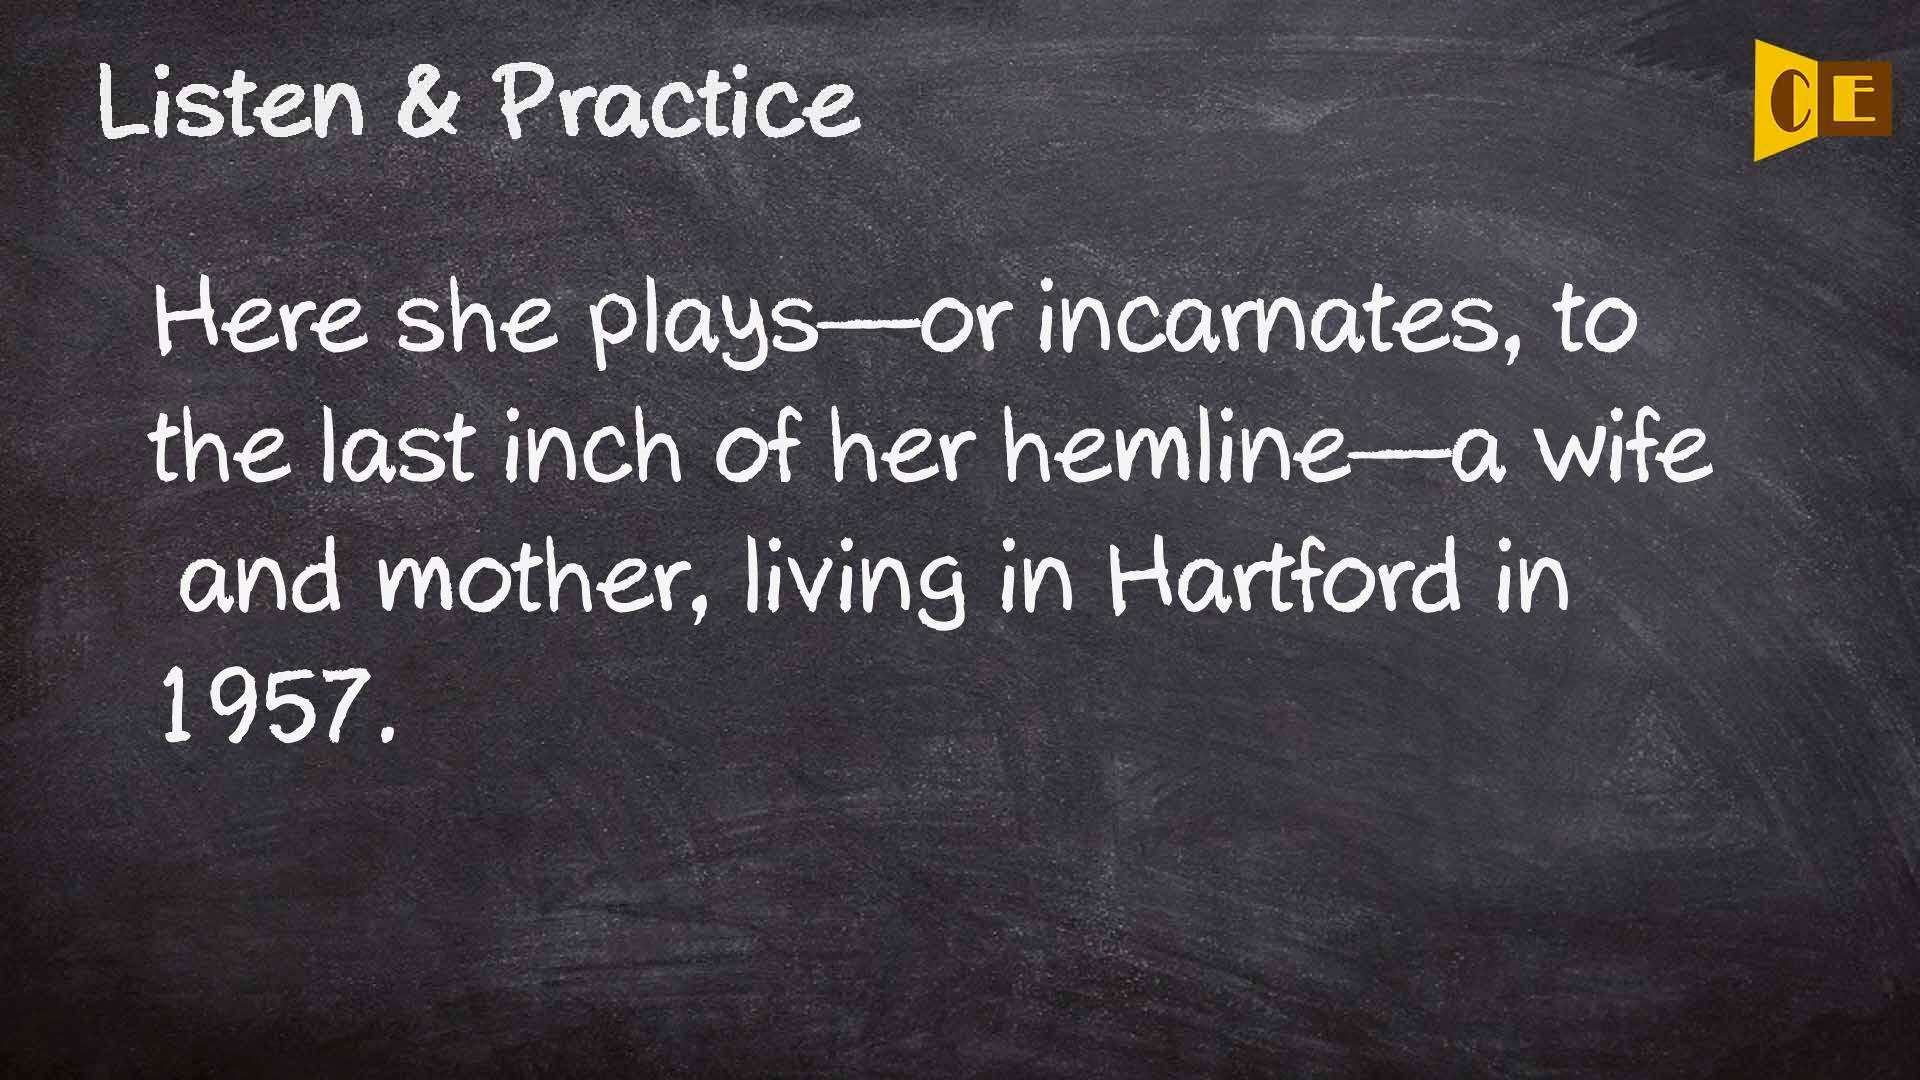 Listen & Practice
CE
Here she plays—or incarnates, to
the last inch of her hemline—a wife
and mother, living in Hartford in
1957.